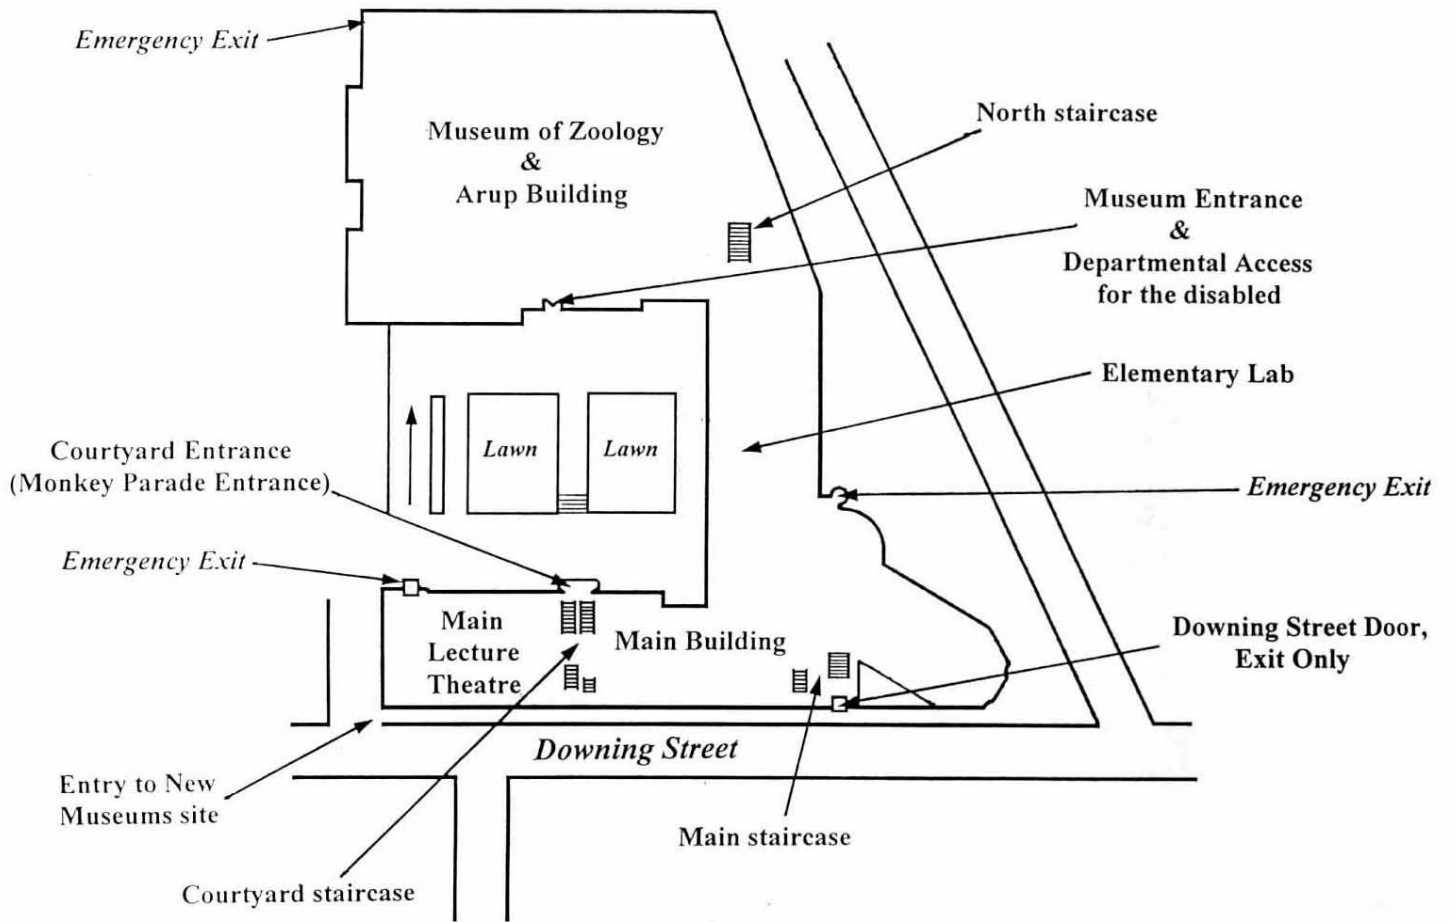 Emergency Exit
Museum of Zoology
&
Arup Building
North staircase
Museum Entrance
&
Departmental Access
for the disabled
Elementary Lab
Lawn
Lawn
Courtyard Entrance
(Monkey Parade Entrance)
Emergency Exit
Emergency Exit
Main
Lecture
Theatre
Main Building
Downing Street Door,
Exit Only
Downing Street
Entry to New
Museums site
Main staircase
Courtyard staircase